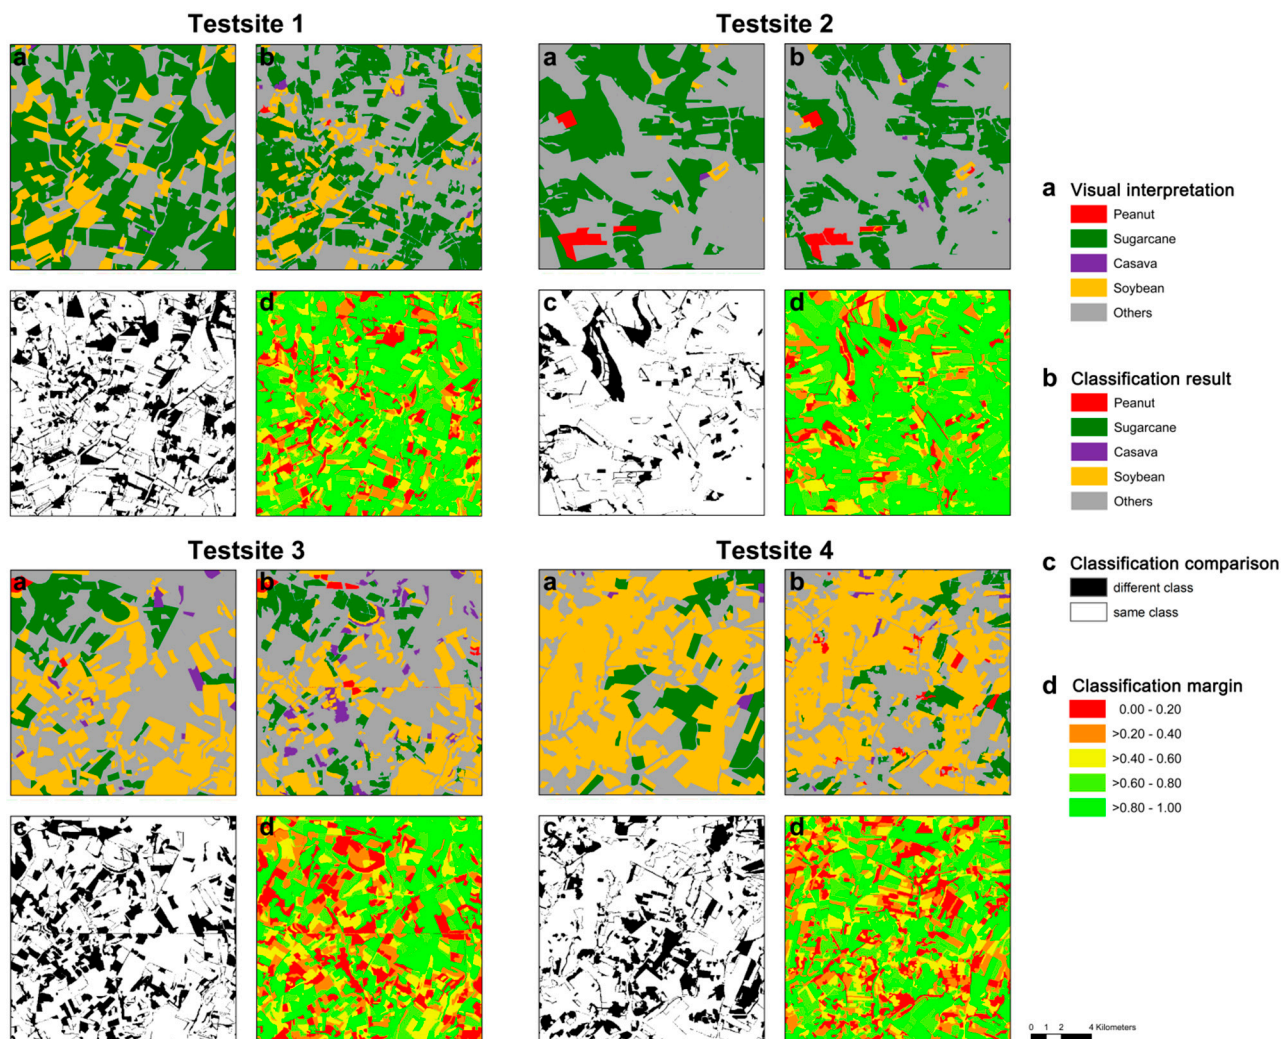 Testsite 1
Testsite 2
a
b
a
b
c
d
c
d
Testsite 3
Testsite 4
a
b
a
b
c
d
c
d
a Visual interpretation
Peanut
Sugarcane
Casava
Soybean
Others
b Classification result
Peanut
Sugarcane
Casava
Soybean
Others
c Classification comparison
different class
same class
d Classification margin
0.00 - 0.20
>0.20 - 0.40
>0.40 - 0.60
>0.60 - 0.80
>0.80 - 1.00
0 1 2 4 Kilometers